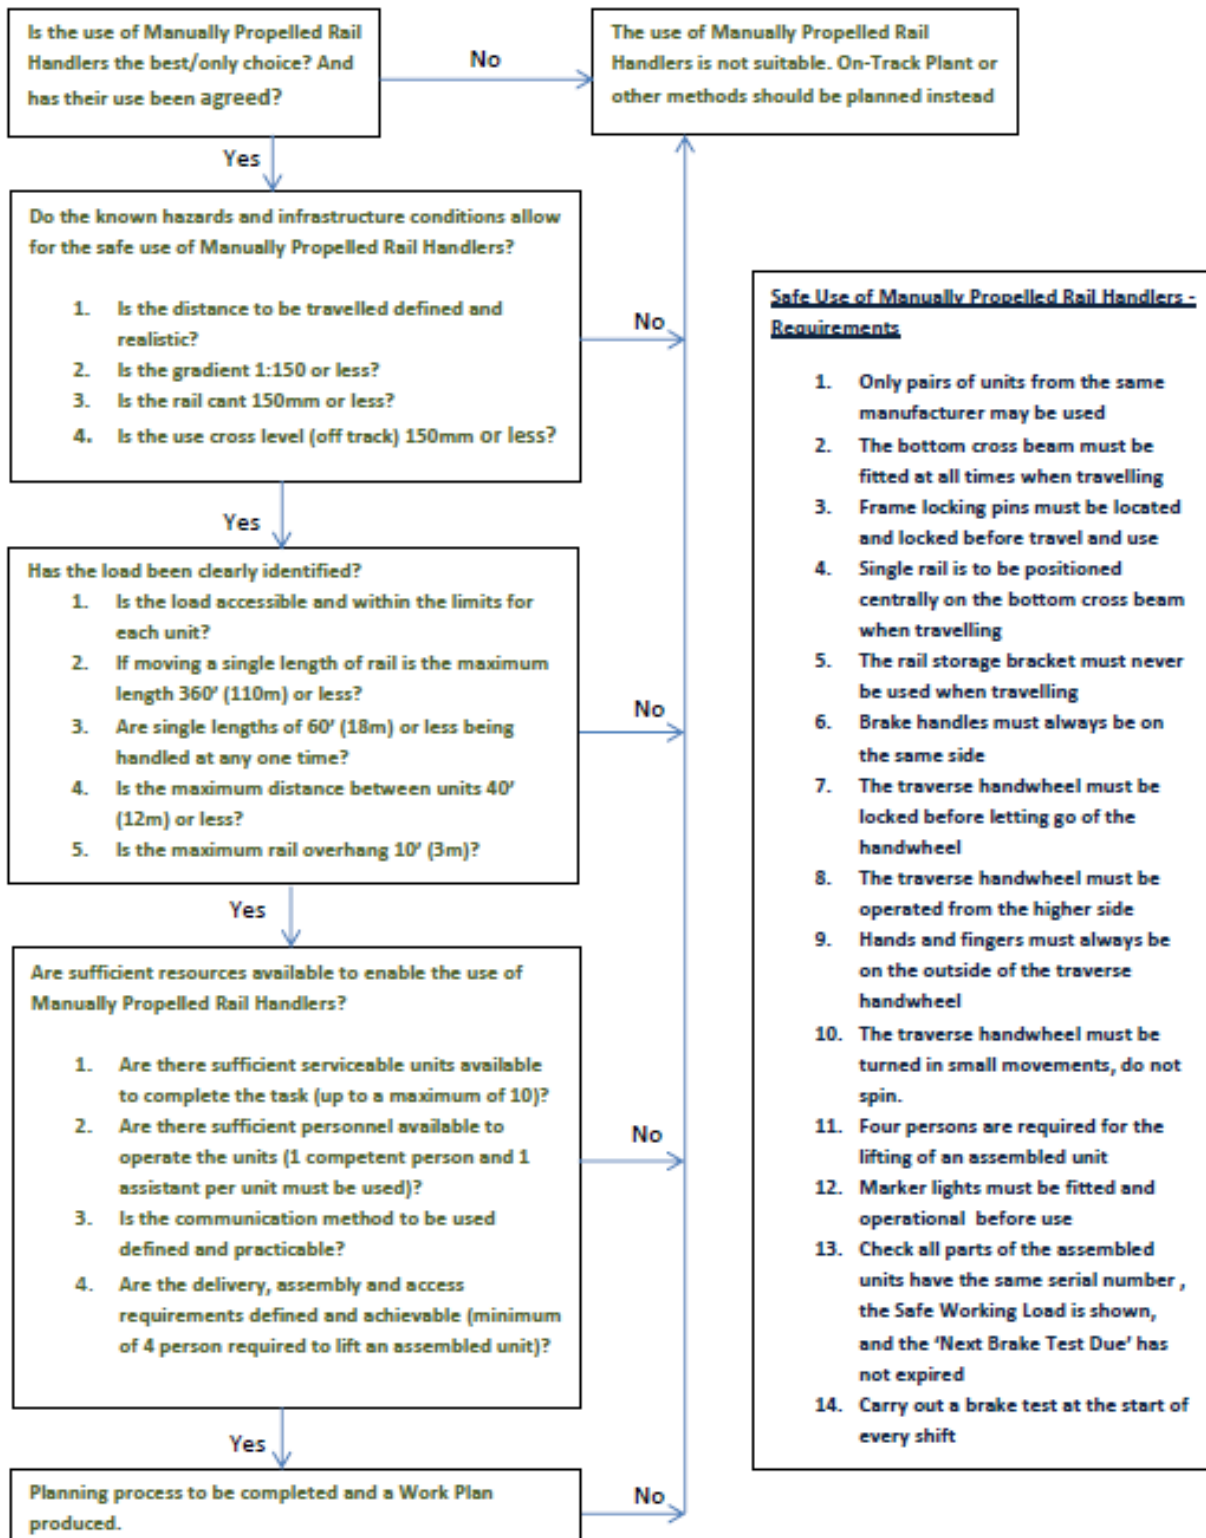 Is the use of Manually Propelled Rail
Handlers the best/only choice? And
has their use been agreed?
No
The use of Manually Propelled Rail
Handlers is not suitable. On-Track Plant or
other methods should be planned instead
Yes
Do the known hazards and infrastructure conditions allow
for the safe use of Manually Propelled Rail Handlers?
1. Is the distance to be travelled defined and
realistic?
2. Is the gradient 1:150 or less?
3. Is the rail cant 150mm or less?
4. Is the use cross level (off track) 150mm or less?
No
Yes
Has the load been clearly identified?
1. Is the load accessible and within the limits for
each unit?
2. If moving a single length of rail is the maximum
length 360' (110m) or less?
3. Are single lengths of 60' (18m) or less being
handled at any one time?
4. Is the maximum distance between units 40'
(12m) or less?
5. Is the maximum rail overhang 10' (3m)?
No
Yes
Are sufficient resources available to enable the use of
Manually Propelled Rail Handlers?
1. Are there sufficient serviceable units available
to complete the task (up to a maximum of 10)?
2. Are there sufficient personnel available to
operate the units (1 competent person and 1
assistant per unit must be used)?
3. Is the communication method to be used
defined and practicable?
4. Are the delivery, assembly and access
requirements defined and achievable (minimum
of 4 person required to lift an assembled unit)?
No
Yes
Planning process to be completed and a Work Plan
produced.
No
Safe Use of Manually Propelled Rail Handlers -
Requirements
1. Only pairs of units from the same
manufacturer may be used
2. The bottom cross beam must be
fitted at all times when travelling
3. Frame locking pins must be located
and locked before travel and use
4. Single rail is to be positioned
centrally on the bottom cross beam
when travelling
5. The rail storage bracket must never
be used when travelling
6. Brake handles must always be on
the same side
7. The traverse handwheel must be
locked before letting go of the
handwheel
8. The traverse handwheel must be
operated from the higher side
9. Hands and fingers must always be
on the outside of the traverse
handwheel
10. The traverse handwheel must be
turned in small movements, do not
spin.
11. Four persons are required for the
lifting of an assembled unit
12. Marker lights must be fitted and
operational before use
13. Check all parts of the assembled
units have the same serial number ,
the Safe Working Load is shown,
and the 'Next Brake Test Due' has
not expired
14. Carry out a brake test at the start of
every shift